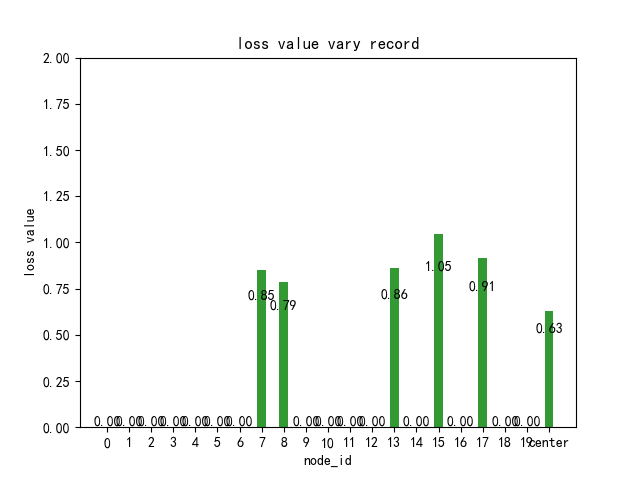 loss value vary record
2.00
1.75
1.50
1.25
1.00
0.75
0.50
0.25
0.00
loss value
0.00 0.00 0.00 0.00 0.00 0.00 0.00 0.85 0.79 0.00 0.00 0.00 0.00 0.86 0.00 1.05 0.00 0.91 0.00 0.00 0.63
0 1 2 3 4 5 6 7 8 9 10 11 12 13 14 15 16 17 18 19 center
node_id